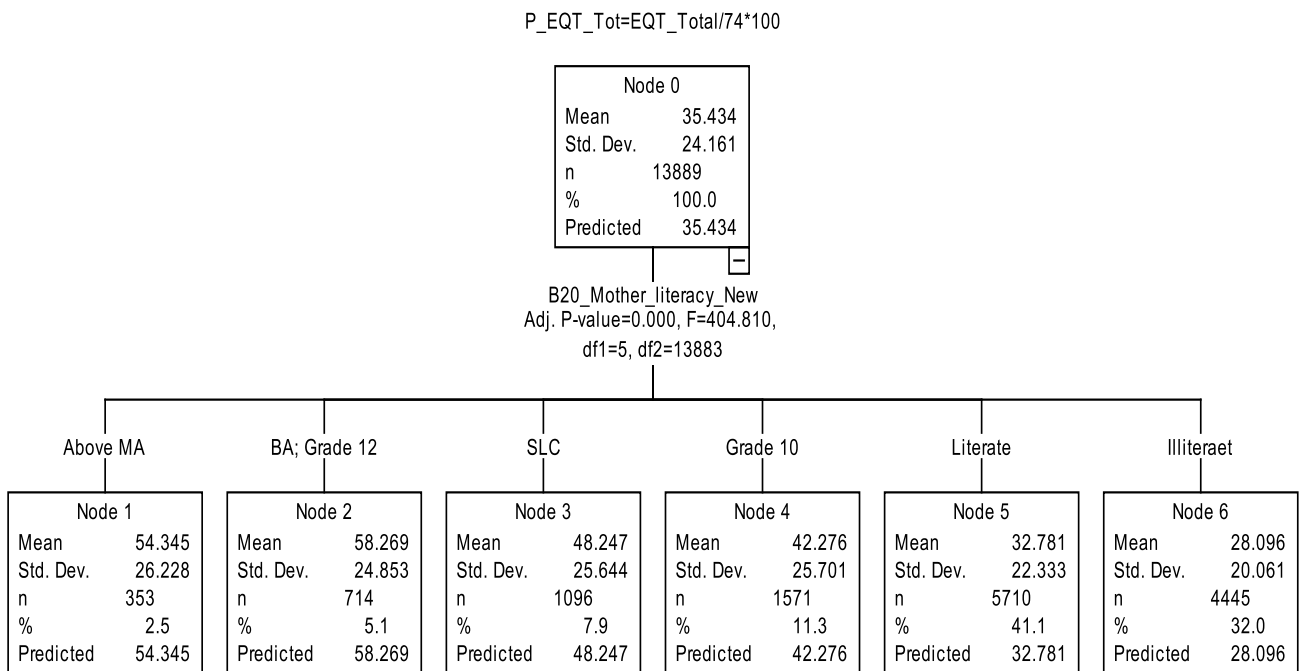 P_EQT_Tot=EQT_Total/74*100
Node 0
Mean 35.434
Std. Dev. 24.161
n 13889
% 100.0
Predicted 35.434
B20_Mother_literacy_New
Adj. P-value=0.000, F=404.810,
df1=5, df2=13883
Above MA
BA; Grade 12
SLC
Grade 10
Literate
Illiteraet
Node 1
Mean 54.345
Std. Dev. 26.228
n 353
% 2.5
Predicted 54.345
Node 2
Mean 58.269
Std. Dev. 24.853
n 714
% 5.1
Predicted 58.269
Node 3
Mean 48.247
Std. Dev. 25.644
n 1096
% 7.9
Predicted 48.247
Node 4
Mean 42.276
Std. Dev. 25.701
n 1571
% 11.3
Predicted 42.276
Node 5
Mean 32.781
Std. Dev. 22.333
n 5710
% 41.1
Predicted 32.781
Node 6
Mean 28.096
Std. Dev. 20.061
n 4445
% 32.0
Predicted 28.096